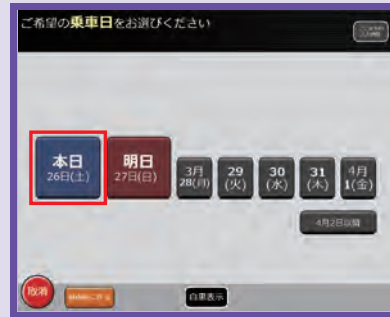 ご希望の乗車日をお選びください
本日
26日(土)
明日
27日(日)
3月
28(月)
29
(火)
30
(水)
31
(木)
4月
1(金)
4月2日以降
取消
白黒表示